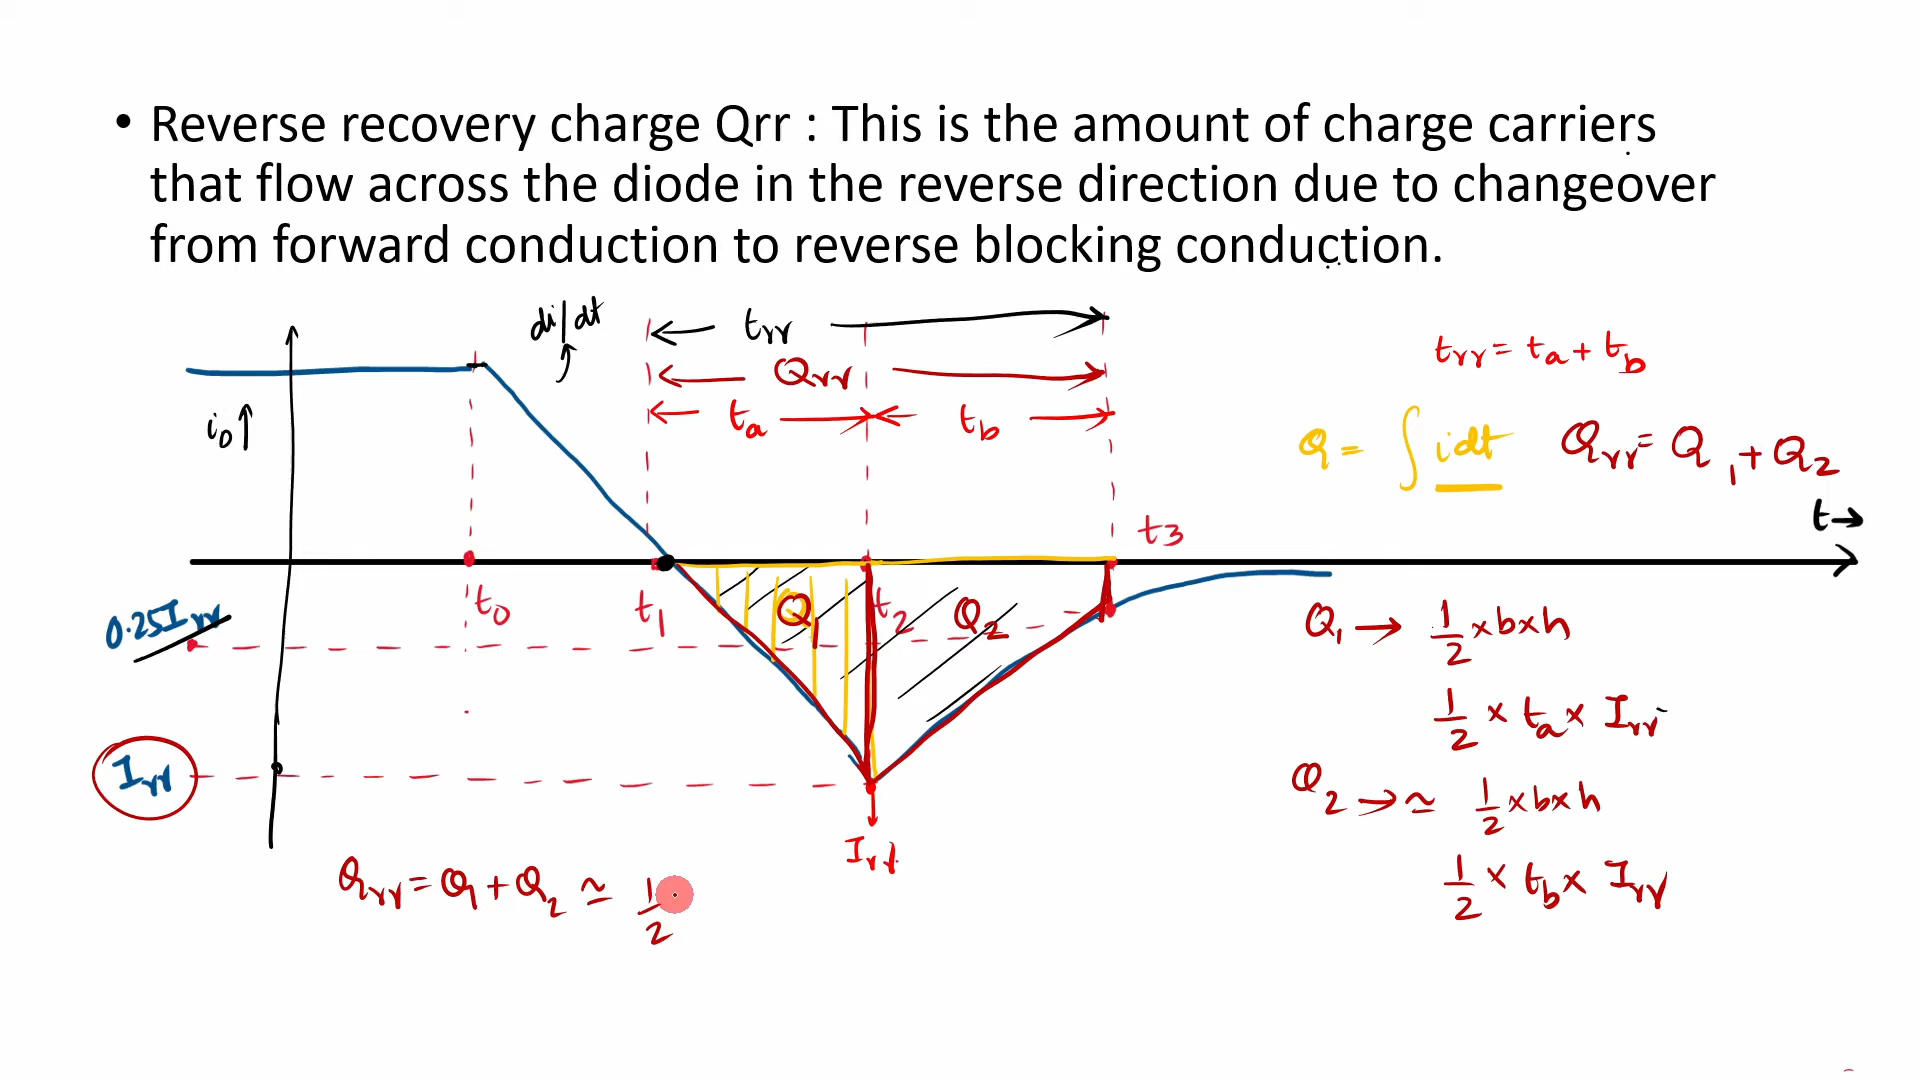 • Reverse recovery charge Qrr : This is the amount of charge carriers
that flow across the diode in the reverse direction due to changeover
from forward conduction to reverse blocking conduction.
di/dt
trr
trr = ta + tb
Qrr
i0↑
ta
tb
Q = ∫ idt
Qrr = Q1 + Q2
t→
t3
t0
t1
t2
0.25Irr
Q1
Q2
Q1 → 1/2 × b × h
1/2 × ta × Irr
Irr
Q2 → ≃ 1/2 × b × h
Irr
1/2 × tb × Irr
Qrr = Q1 + Q2 ≃ 1/2